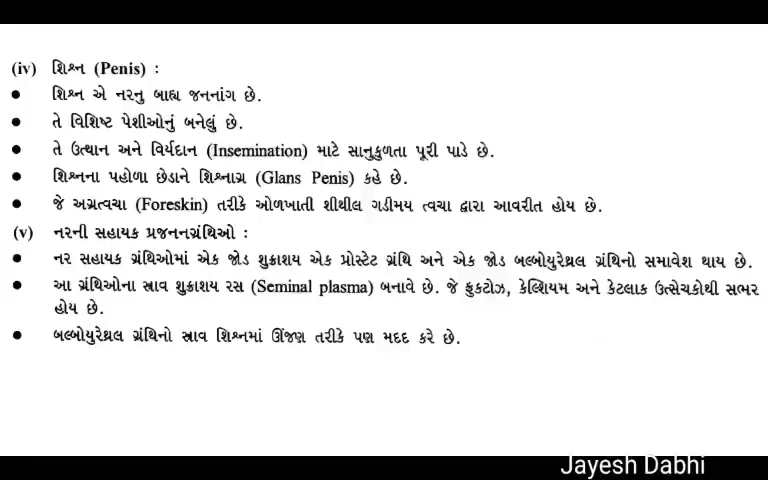 (iv) શિશ્ન (Penis) :
● શિશ્ન એ નરનુ બાહ્ય જનનાંગ છે.
● તે વિશિષ્ટ પેશીઓનું બનેલું છે.
● તે ઉત્થાન અને વિર્યદાન (Insemination) માટે સાનુકુળતા પૂરી પાડે છે.
● શિશ્નના પહોળા છેડાને શિશ્નાગ્ર (Glans Penis) કહે છે.
● જે અગ્રત્વચા (Foreskin) તરીકે ઓળખાતી શીથીલ ગડીમય ત્વચા દ્વારા આવરીત હોય છે.
(v) નરની સહાયક પ્રજનનગ્રંથિઓ :
● નર સહાયક ગ્રંથિઓમાં એક જોડ શુક્રાશય એક પ્રોસ્ટેટ ગ્રંથિ અને એક જોડ બલ્બોયુરેથ્રલ ગ્રંથિનો સમાવેશ થાય છે.
● આ ગ્રંથિઓના સ્ત્રાવ શુક્રાશય રસ (Seminal plasma) બનાવે છે. જે ફ્રુકટોઝ, કેલ્શિયમ અને કેટલાક ઉત્સેચકોથી સભર
હોય છે.
● બલ્બોયુરેથ્રલ ગ્રંથિનો સ્ત્રાવ શિશ્નમાં ઊંજણ તરીકે પણ મદદ કરે છે.
Jayesh Dabhi